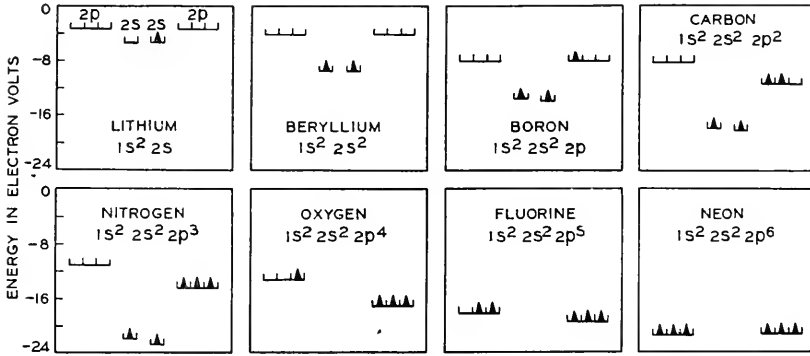 ENERGY IN ELECTRON VOLTS
0
-8
-16
-24
2p 2S 2S 2p
LITHIUM
1S² 2S
BERYLLIUM
1S² 2S²
BORON
1S² 2S² 2p
CARBON
1S² 2S² 2p²
0
-8
-16
-24
NITROGEN
1S² 2S² 2p³
OXYGEN
1S² 2S² 2p⁴
FLUORINE
1S² 2S² 2p⁵
NEON
1S² 2S² 2p⁶